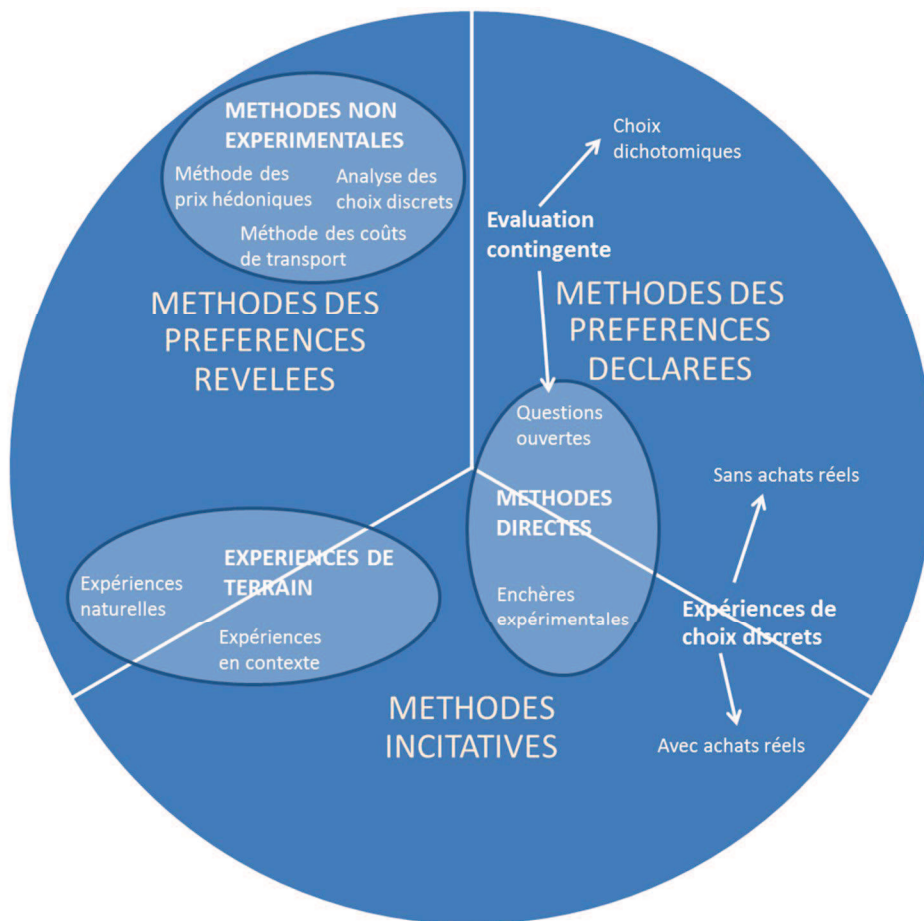 METHODES NON
EXPERIMENTALES
Méthode des
prix hédoniques
Analyse des
choix discrets
Méthode des coûts
de transport
METHODES DES
PREFERENCES
REVELEES
Choix
dichotomiques
Evaluation
contingente
METHODES DES
PREFERENCES
DECLAREES
Questions
ouvertes
METHODES
DIRECTES
Enchères
expérimentales
Sans achats réels
Expériences de
choix discrets
Avec achats réels
EXPERIENCES DE
TERRAIN
Expériences
naturelles
Expériences
en contexte
METHODES
INCITATIVES